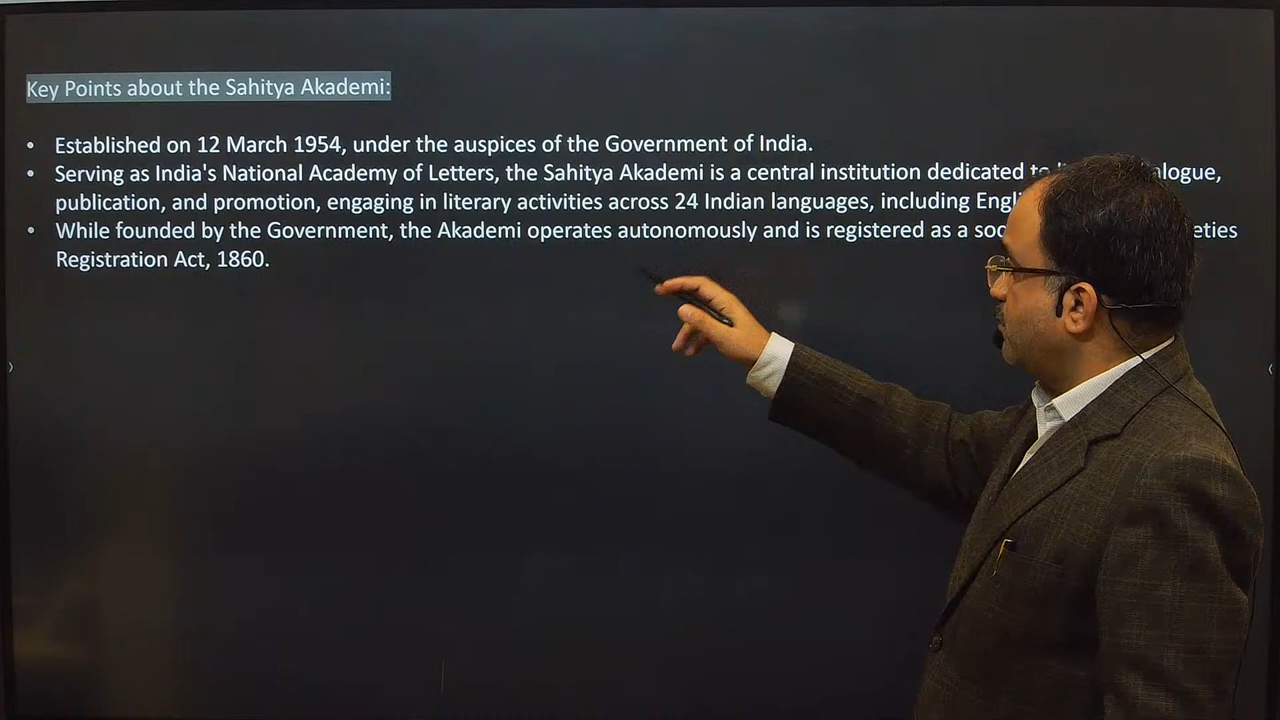 Key Points about the Sahitya Akademi:
• Established on 12 March 1954, under the auspices of the Government of India.
• Serving as India's National Academy of Letters, the Sahitya Akademi is a central institution dedicated to
publication, and promotion, engaging in literary activities across 24 Indian languages, including
• While founded by the Government, the Akademi operates autonomously and is registered as a
Registration Act, 1860.